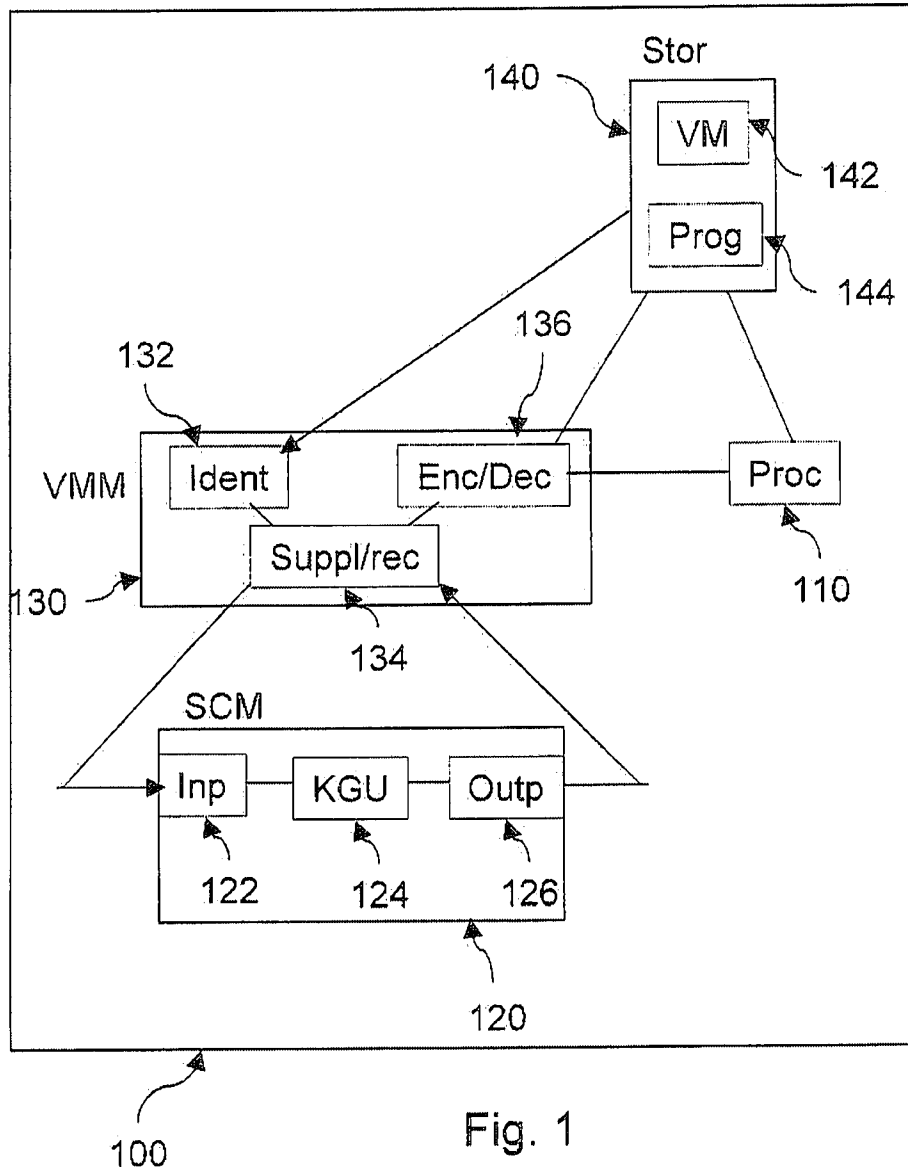 Stor
140
VM
142
Prog
144
136
132
VMM
Ident
Enc/Dec
Proc
Suppl/rec
130
110
134
SCM
Inp
KGU
Outp
122
124
126
120
100
Fig. 1